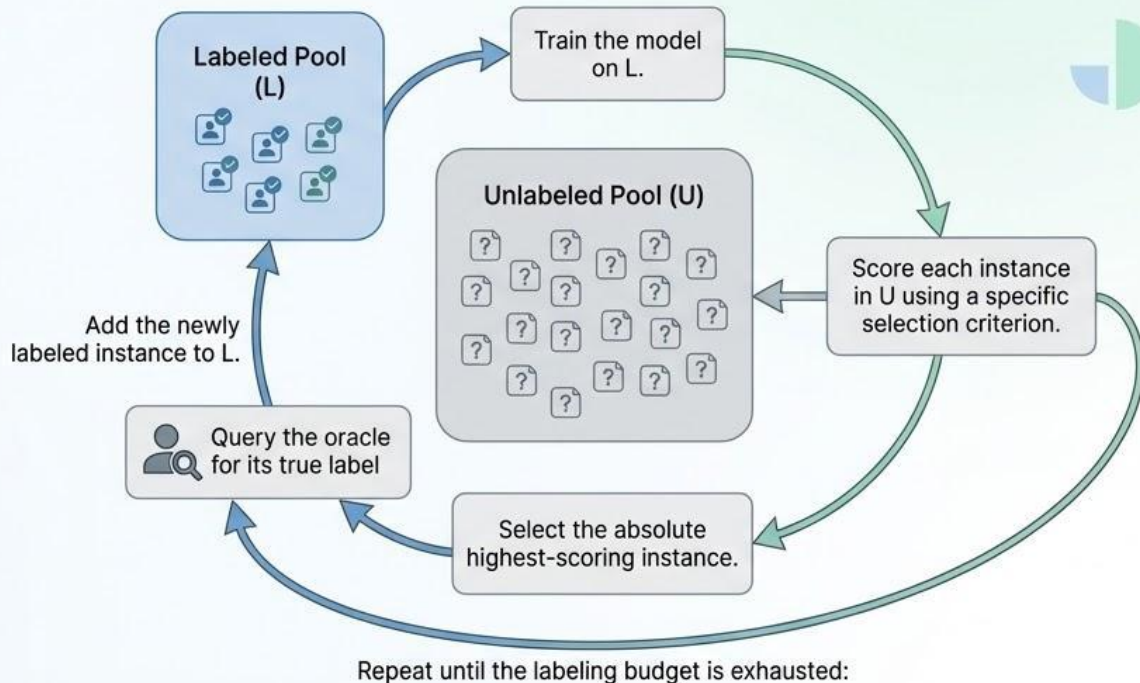 Labeled Pool
(L)
Train the model
on L.
Unlabeled Pool (U)
? ? ? ? ? ? ? ? ? ? ? ? ? ? ? ? ? ? ? ?
Score each instance
in U using a specific
selection criterion.
Add the newly
labeled instance to L.
Query the oracle
for its true label
Select the absolute
highest-scoring instance.
Repeat until the labeling budget is exhausted: